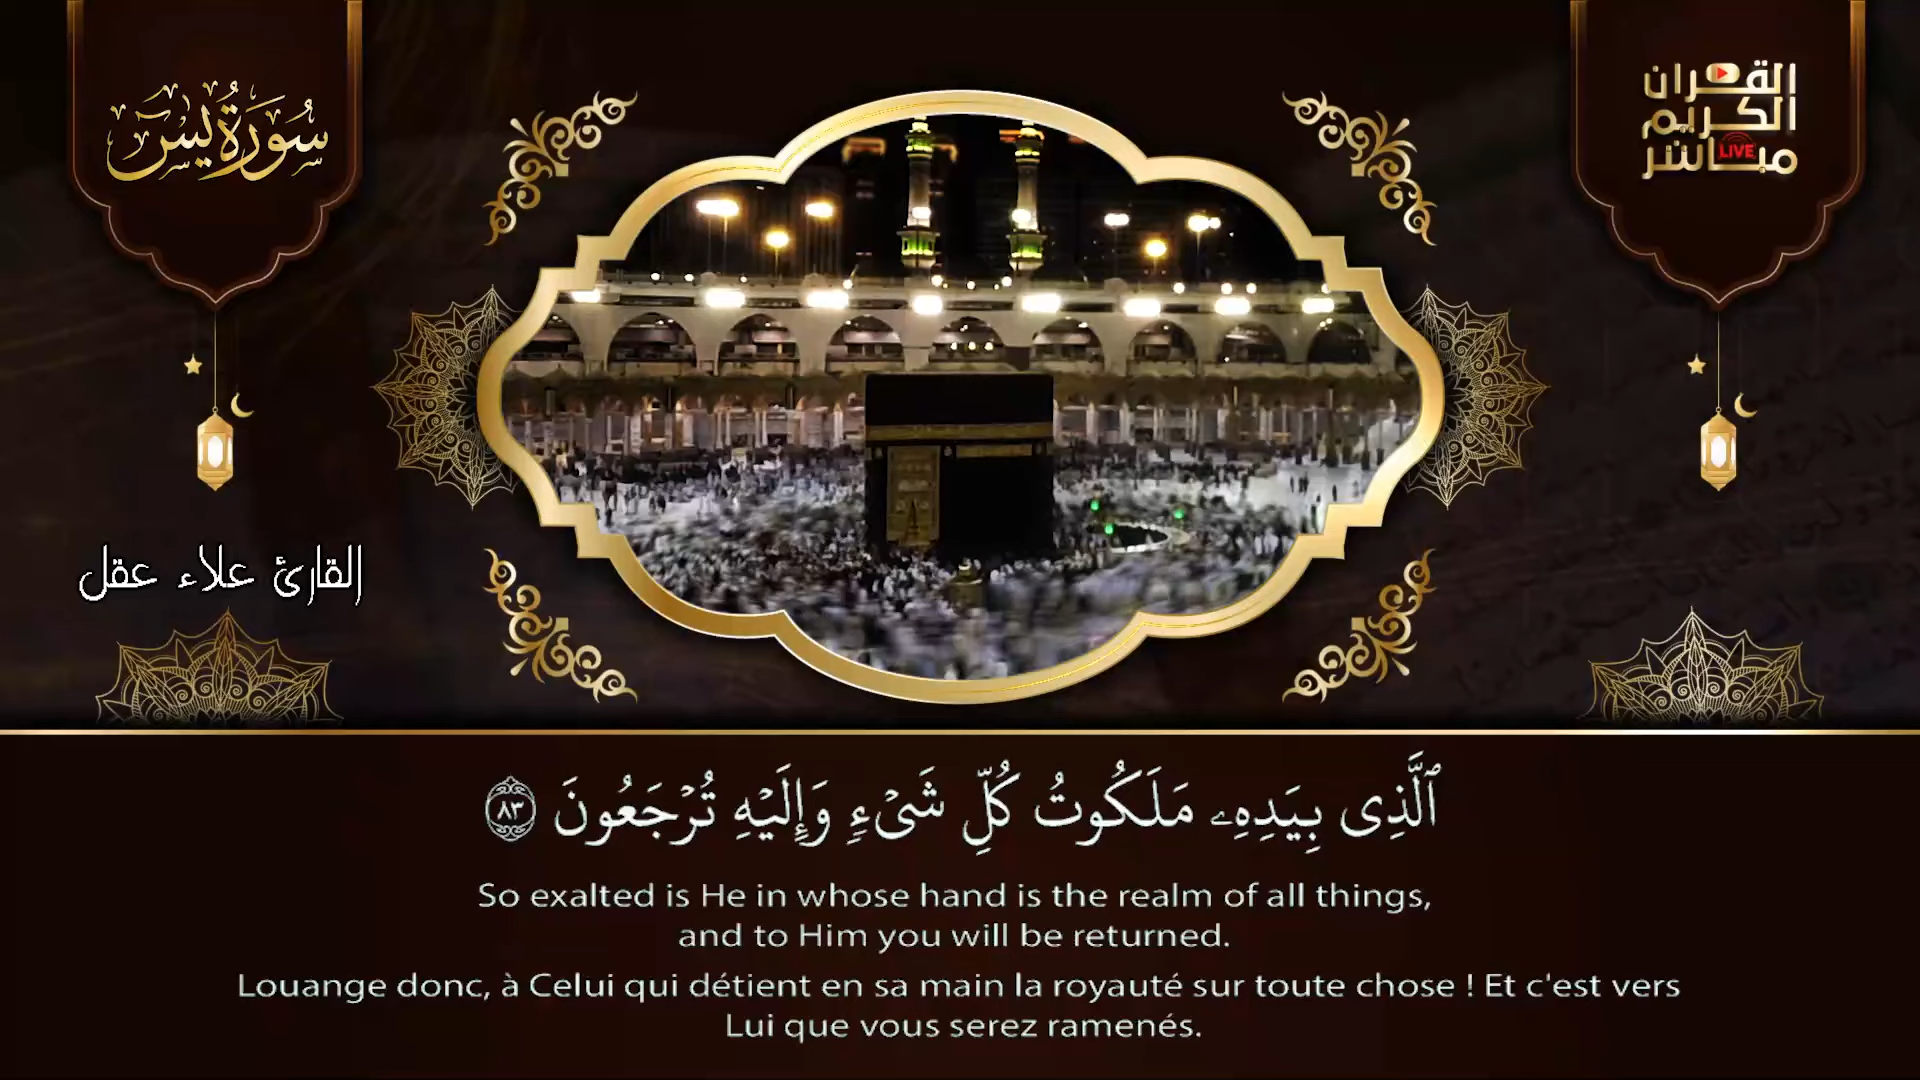 سُورَةُ يسٓ
القرآن
الكريم
مباشر
LIVE
القارئ علاء عقل
ٱلَّذِى بِيَدِهِۦ مَلَكُوتُ كُلِّ شَىْءٍ وَإِلَيْهِ تُرْجَعُونَ ٨٣
So exalted is He in whose hand is the realm of all things,
and to Him you will be returned.
Louange donc, à Celui qui détient en sa main la royauté sur toute chose ! Et c'est vers
Lui que vous serez ramenés.